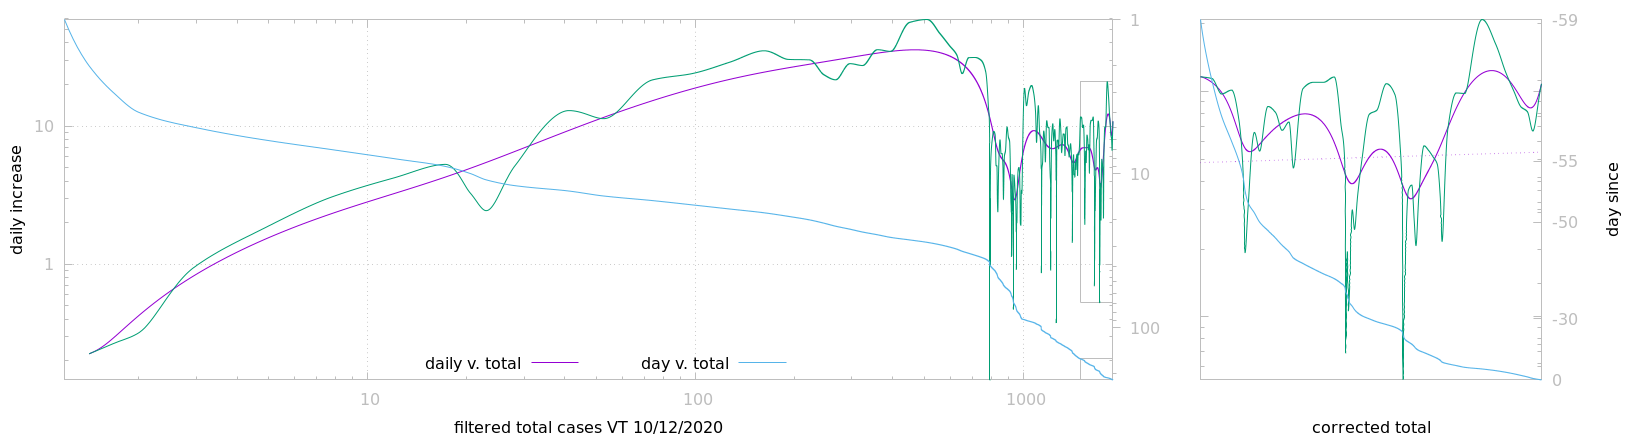 1
-59
10
10
-55
daily increase
-50
day since
1
100
-30
daily v. total
day v. total
0
10
100
1000
filtered total cases VT 10/12/2020
corrected total